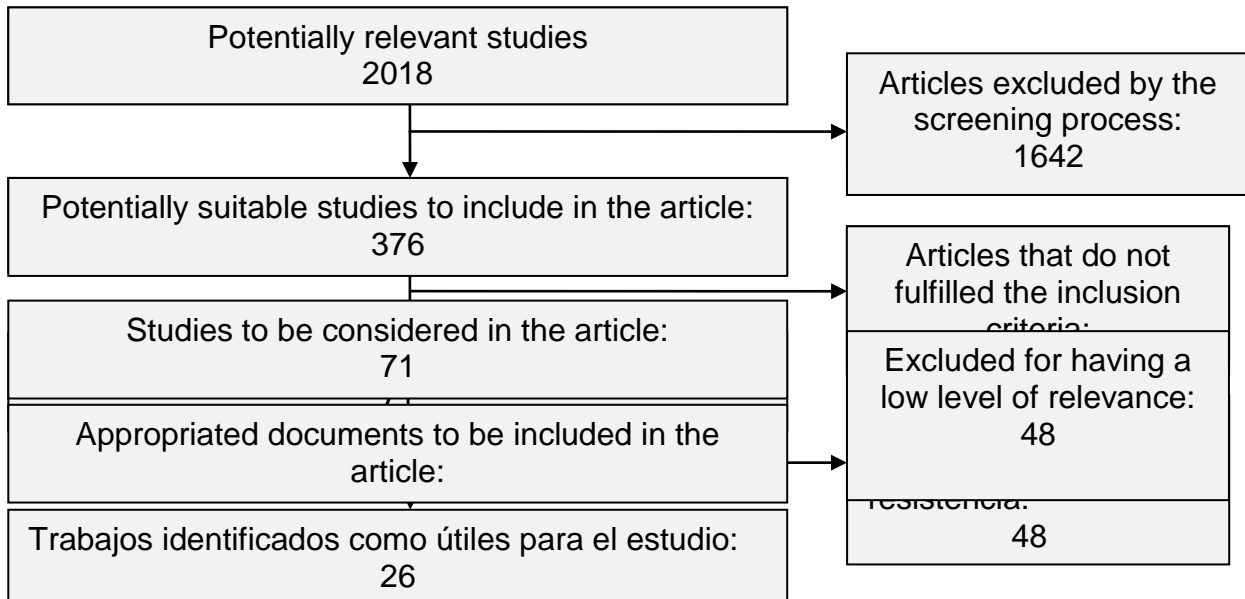 Potentially relevant studies
2018
Articles excluded by the
screening process:
1642
Potentially suitable studies to include in the article:
376
Articles that do not
fulfilled the inclusion
criteria:
Studies to be considered in the article:
71
Excluded for having a
low level of relevance:
48
Appropriated documents to be included in the
article:
resistencia:
48
Trabajos identificados como útiles para el estudio:
26